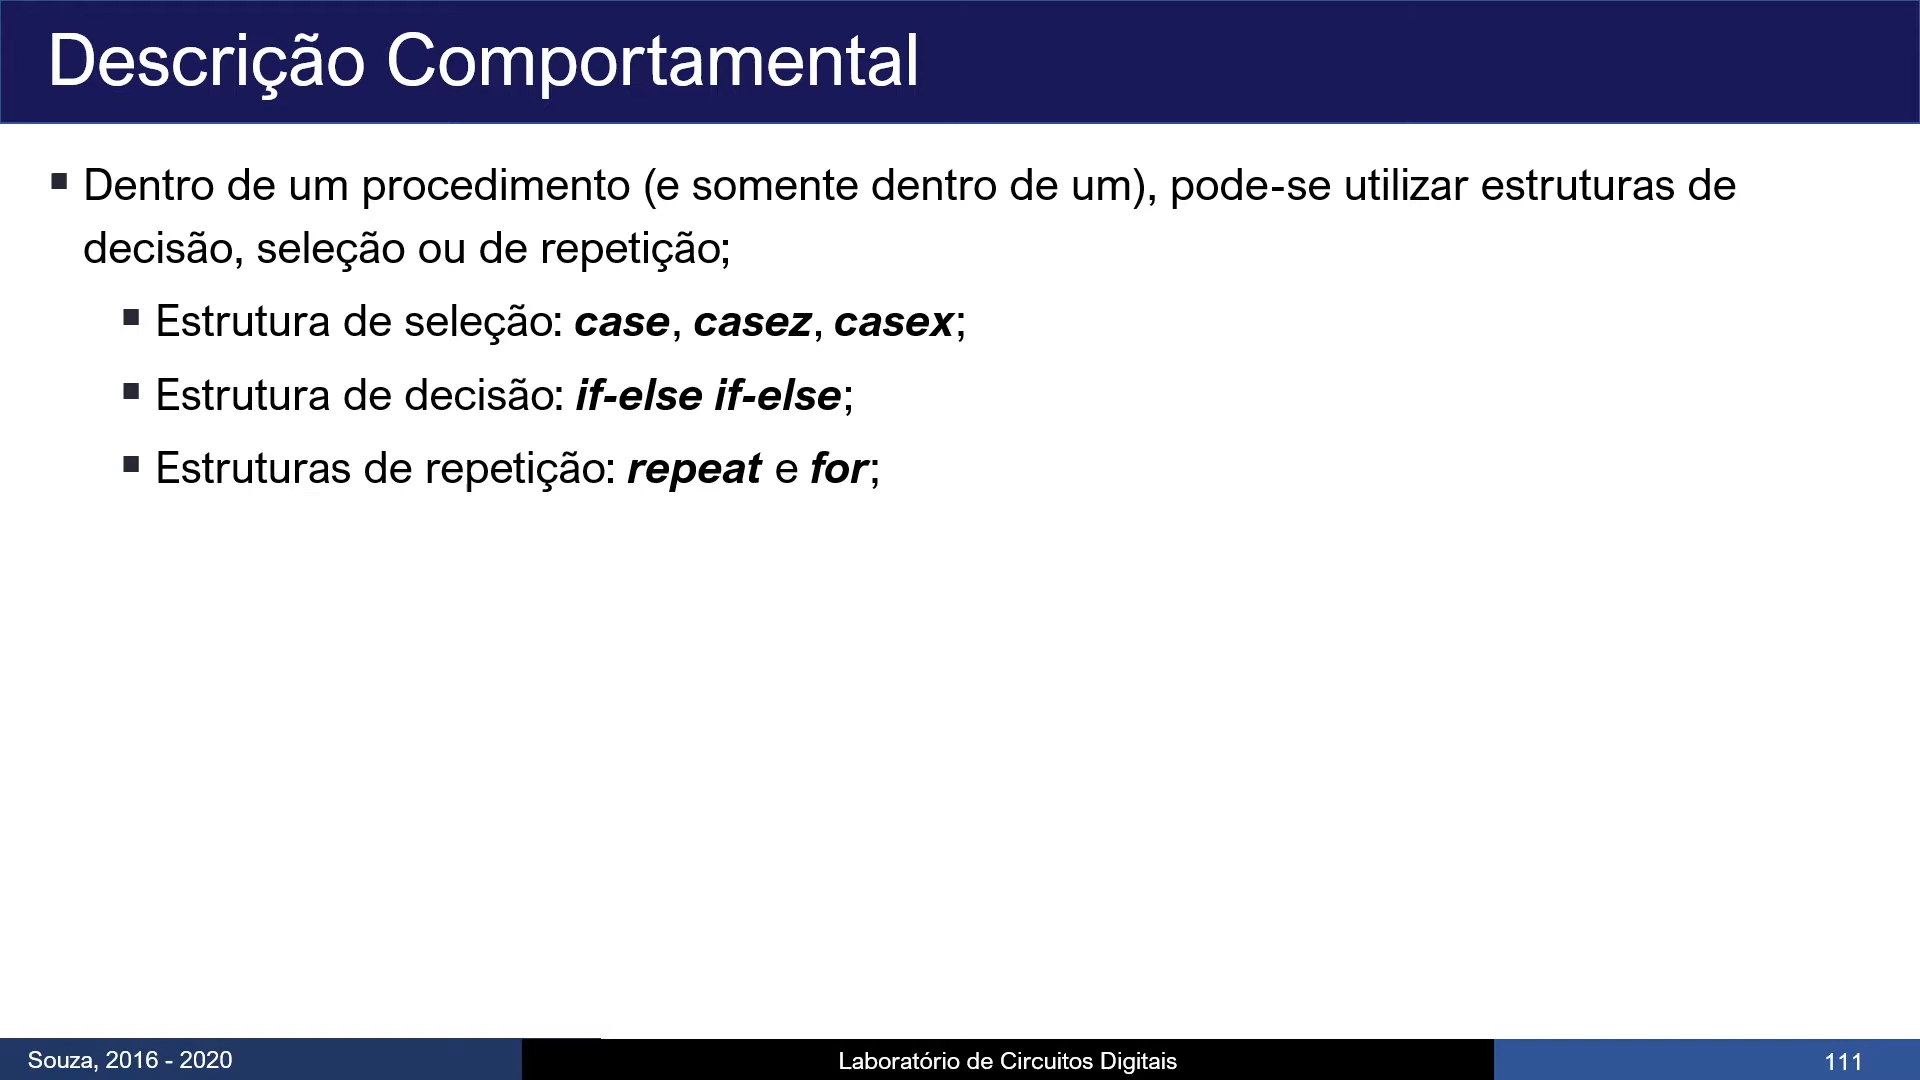 Descrição Comportamental
▪ Dentro de um procedimento (e somente dentro de um), pode-se utilizar estruturas de
decisão, seleção ou de repetição;
▪ Estrutura de seleção: case, casez, casex;
▪ Estrutura de decisão: if-else if-else;
▪ Estruturas de repetição: repeat e for;
Souza, 2016 - 2020
Laboratório de Circuitos Digitais
111